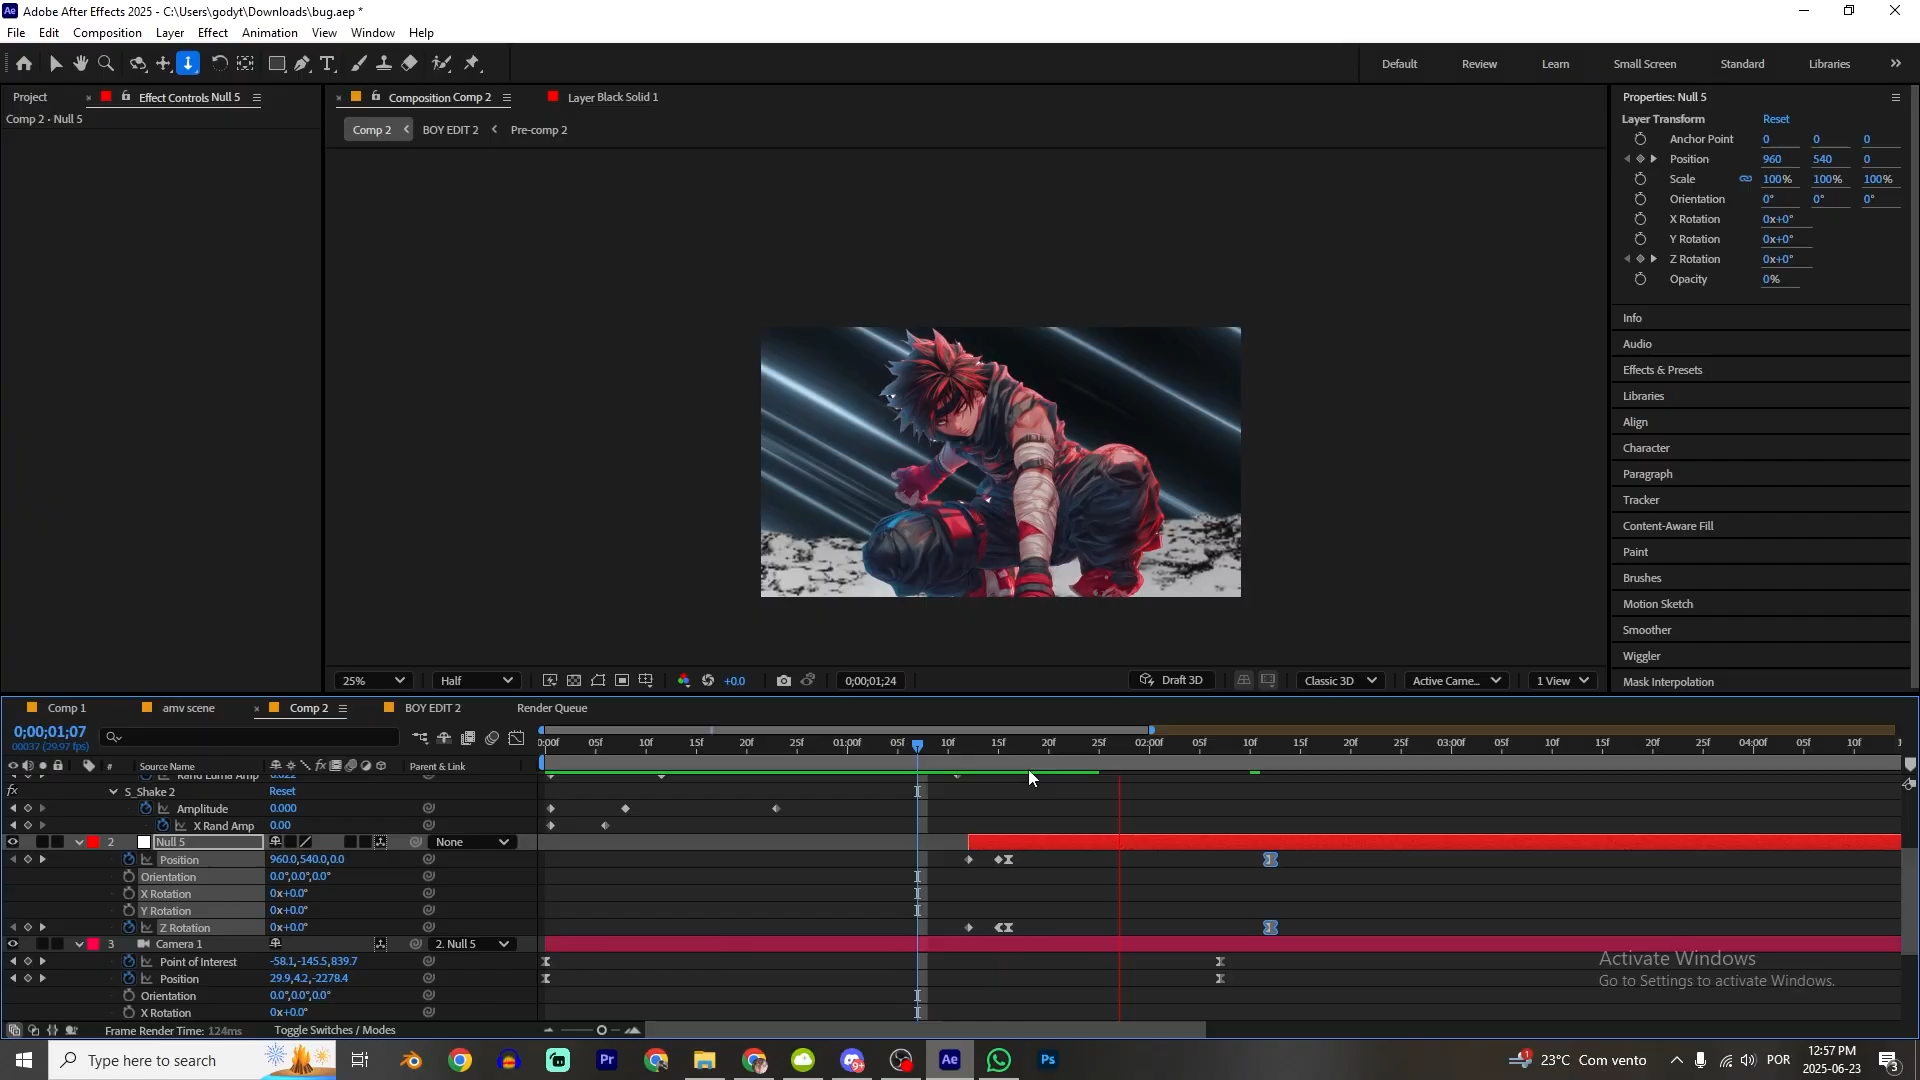 Adobe After Effects 2025 - C:\Users\godyt\Downloads\bug.aep *
File Edit Composition Layer Effect Animation View Window Help
Default Review Learn Small Screen Standard Libraries
Project Effect Controls Null 5
Composition Comp 2 Layer Black Solid 1
Properties: Null 5
Comp 2 • Null 5
Comp 2 BOY EDIT 2 Pre-comp 2
Layer Transform Reset
Anchor Point 0 0 0
Position 960 540 0
Scale 100% 100% 100%
Orientation 0° 0° 0°
X Rotation 0x+0°
Y Rotation 0x+0°
Z Rotation 0x+0°
Opacity 0%
Info
Audio
Effects & Presets
Libraries
Align
Character
Paragraph
Tracker
Content-Aware Fill
Paint
Brushes
Motion Sketch
Smoother
Wiggler
Mask Interpolation
25% Half +0.0 0;00;01;24 Draft 3D Classic 3D Active Came... 1 View
Comp 1 amv scene Comp 2 BOY EDIT 2 Render Queue
0;00;01;07
00037 (29.97 fps)
0:00f 05f 10f 15f 20f 25f 01:00f 05f 10f 15f 20f 25f 02:00f 05f 10f 15f 20f 25f 03:00f 05f 10f 15f 20f 25f 04:00f 05f 10f
# Source Name fx Parent & Link
Rand Luma Amp 0.022
fx S_Shake 2 Reset
Amplitude 0.000
X Rand Amp 0.00
2 Null 5 None
Position 960.0,540.0,0.0
Orientation 0.0°,0.0°,0.0°
X Rotation 0x+0.0°
Y Rotation 0x+0.0°
Z Rotation 0x+0.0°
3 Camera 1 2. Null 5
Point of Interest -58.1,-145.5,839.7
Position 29.9,4.2,-2278.4
Orientation 0.0°,0.0°,0.0°
X Rotation 0x+0.0°
Activate Windows
Go to Settings to activate Windows.
Frame Render Time: 124ms Toggle Switches / Modes
Type here to search
Pr 9+ Ae Ps
1 23°C Com vento POR 12:57 PM
2025-06-23 3